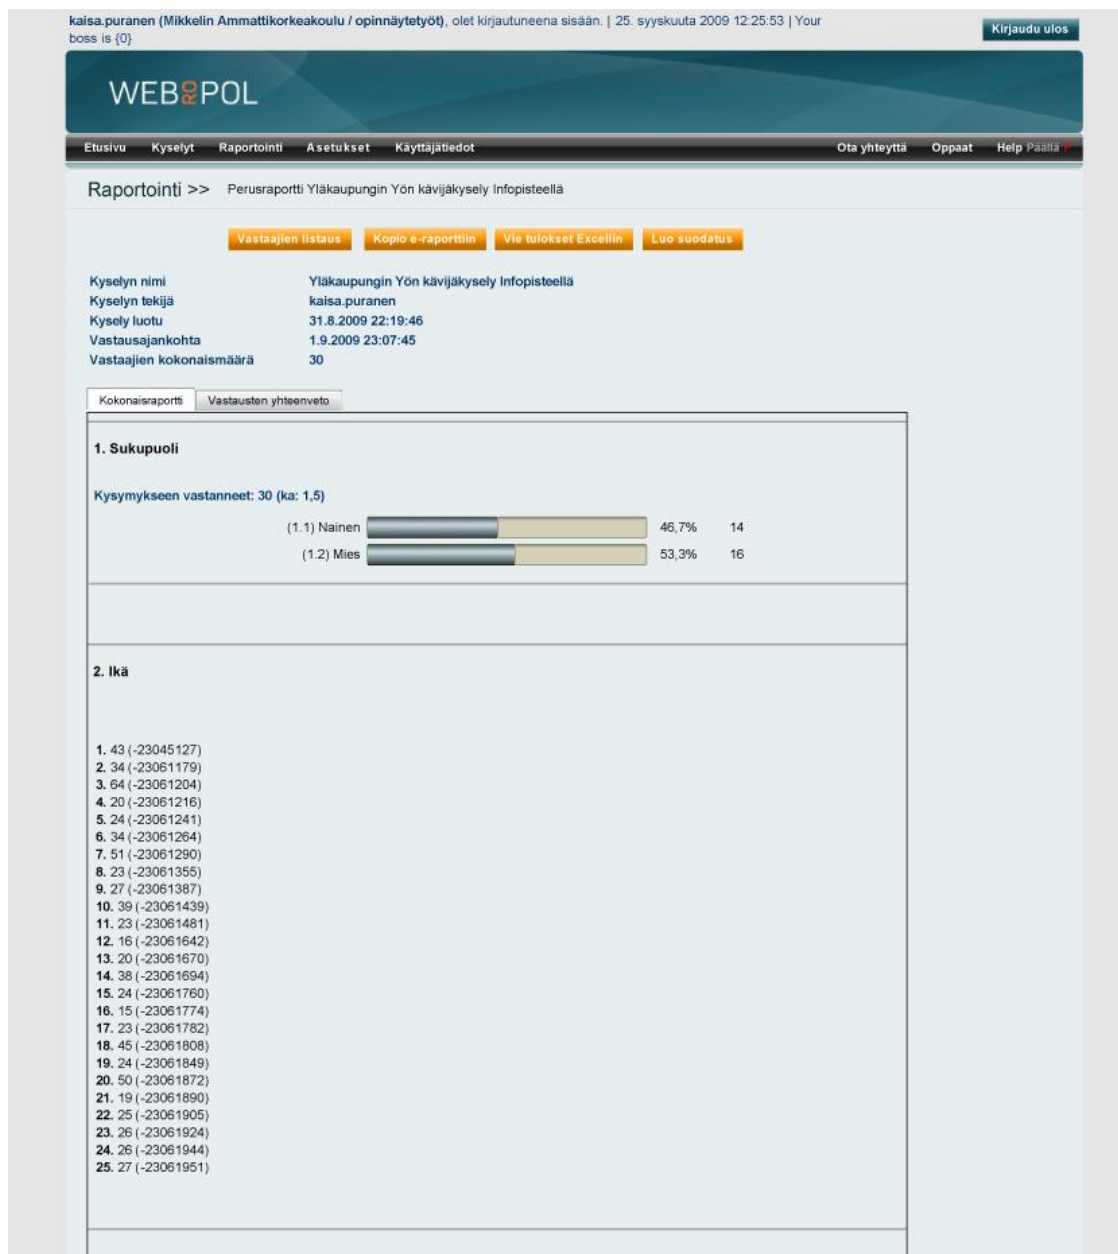 kaisa.puranen (Mikkelin Ammattikorkeakoulu / opinnäytetyöt), olet kirjautuneena sisään. | 25. syyskuuta 2009 12:25:53 | Your
boss is {0}
Kirjaudu ulos
WEBROPOL
Etusivu Kyselyt Raportointi Asetukset Käyttäjätiedot Ota yhteyttä Oppaat Help Päällä
Raportointi >> Perusraportti Yläkaupungin Yön kävijäkysely Infopisteellä
Vastaajien listaus Kopio e-raporttiin Vie tulokset Exceliin Luo suodatus
Kyselyn nimi Yläkaupungin Yön kävijäkysely Infopisteellä
Kyselyn tekijä kaisa.puranen
Kysely luotu 31.8.2009 22:19:46
Vastausajankohta 1.9.2009 23:07:45
Vastaajien kokonaismäärä 30
Kokonaisraportti Vastausten yhteenveto
1. Sukupuoli
Kysymykseen vastanneet: 30 (ka: 1,5)
(1.1) Nainen 46,7% 14
(1.2) Mies 53,3% 16
2. Ikä
1. 43 (-23045127)
2. 34 (-23061179)
3. 64 (-23061204)
4. 20 (-23061216)
5. 24 (-23061241)
6. 34 (-23061264)
7. 51 (-23061290)
8. 23 (-23061355)
9. 27 (-23061387)
10. 39 (-23061439)
11. 23 (-23061481)
12. 16 (-23061642)
13. 20 (-23061670)
14. 38 (-23061694)
15. 24 (-23061760)
16. 15 (-23061774)
17. 23 (-23061782)
18. 45 (-23061808)
19. 24 (-23061849)
20. 50 (-23061872)
21. 19 (-23061890)
22. 25 (-23061905)
23. 26 (-23061924)
24. 26 (-23061944)
25. 27 (-23061951)